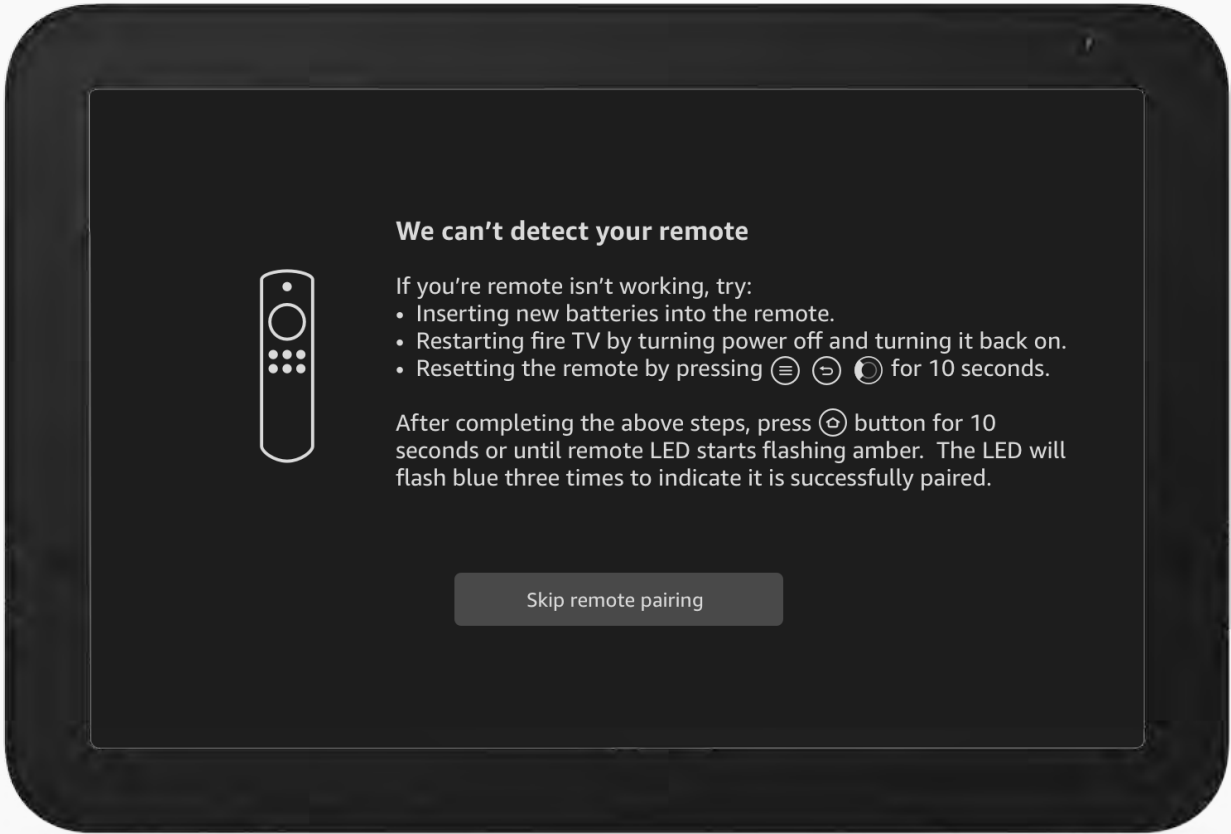 We can't detect your remote
If you're remote isn't working, try:
• Inserting new batteries into the remote.
• Restarting fire TV by turning power off and turning it back on.
• Resetting the remote by pressing for 10 seconds.
After completing the above steps, press button for 10
seconds or until remote LED starts flashing amber. The LED will
flash blue three times to indicate it is successfully paired.
Skip remote pairing